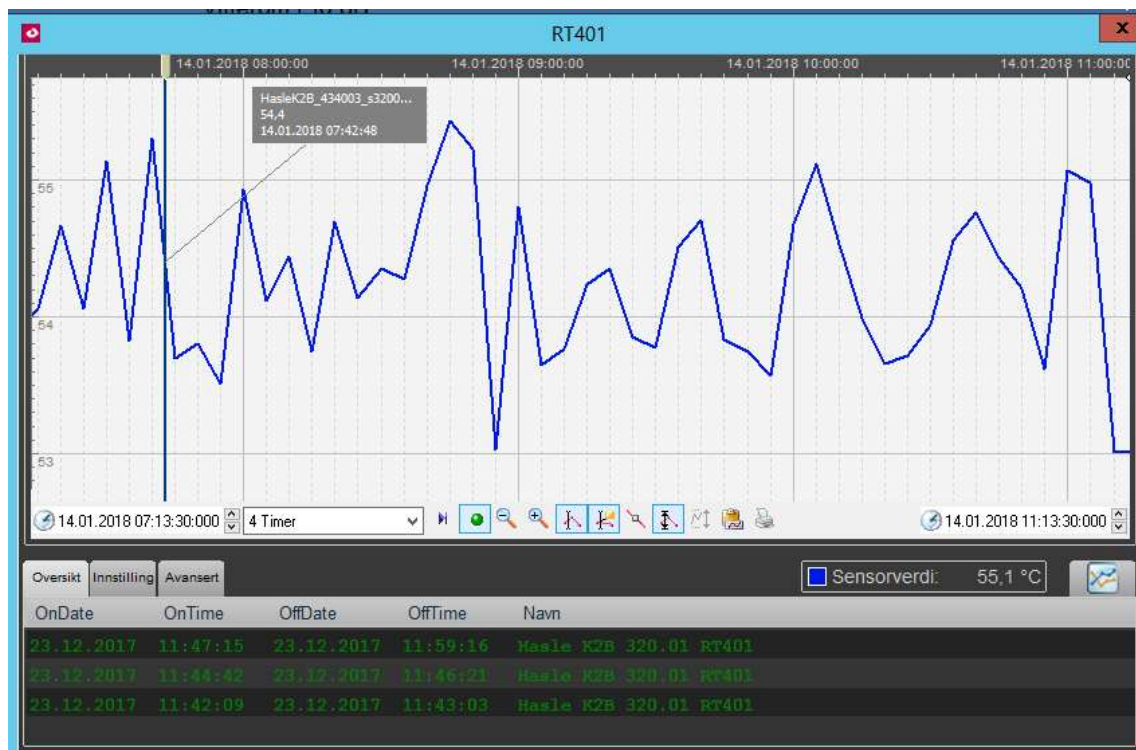 RT401
x
14.01.2018 08:00:00
14.01.2018 09:00:00
14.01.2018 10:00:00
14.01.2018 11:00:00
HasleK2B_434003_s3200...
54,4
14.01.2018 07:42:48
55
54
53
14.01.2018 07:13:30:000
4 Timer
14.01.2018 11:13:30:000
Oversikt
Innstilling
Avansert
Sensorverdi:
55,1 °C
OnDate OnTime OffDate OffTime Navn
23.12.2017 11:47:15 23.12.2017 11:59:16 Hasle K2B 320.01 RT401
23.12.2017 11:44:42 23.12.2017 11:46:21 Hasle K2B 320.01 RT401
23.12.2017 11:42:09 23.12.2017 11:43:03 Hasle K2B 320.01 RT401